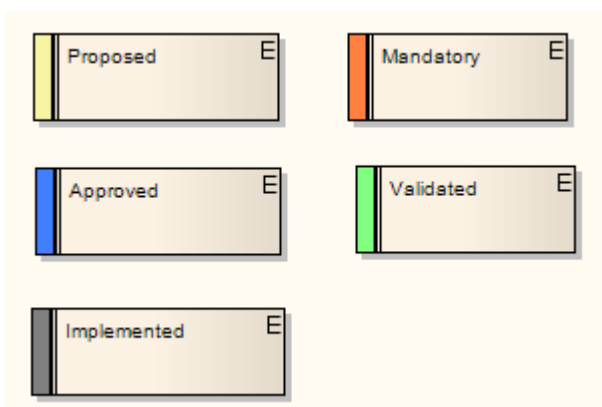 Proposed E
Mandatory E
Approved E
Validated E
Implemented E